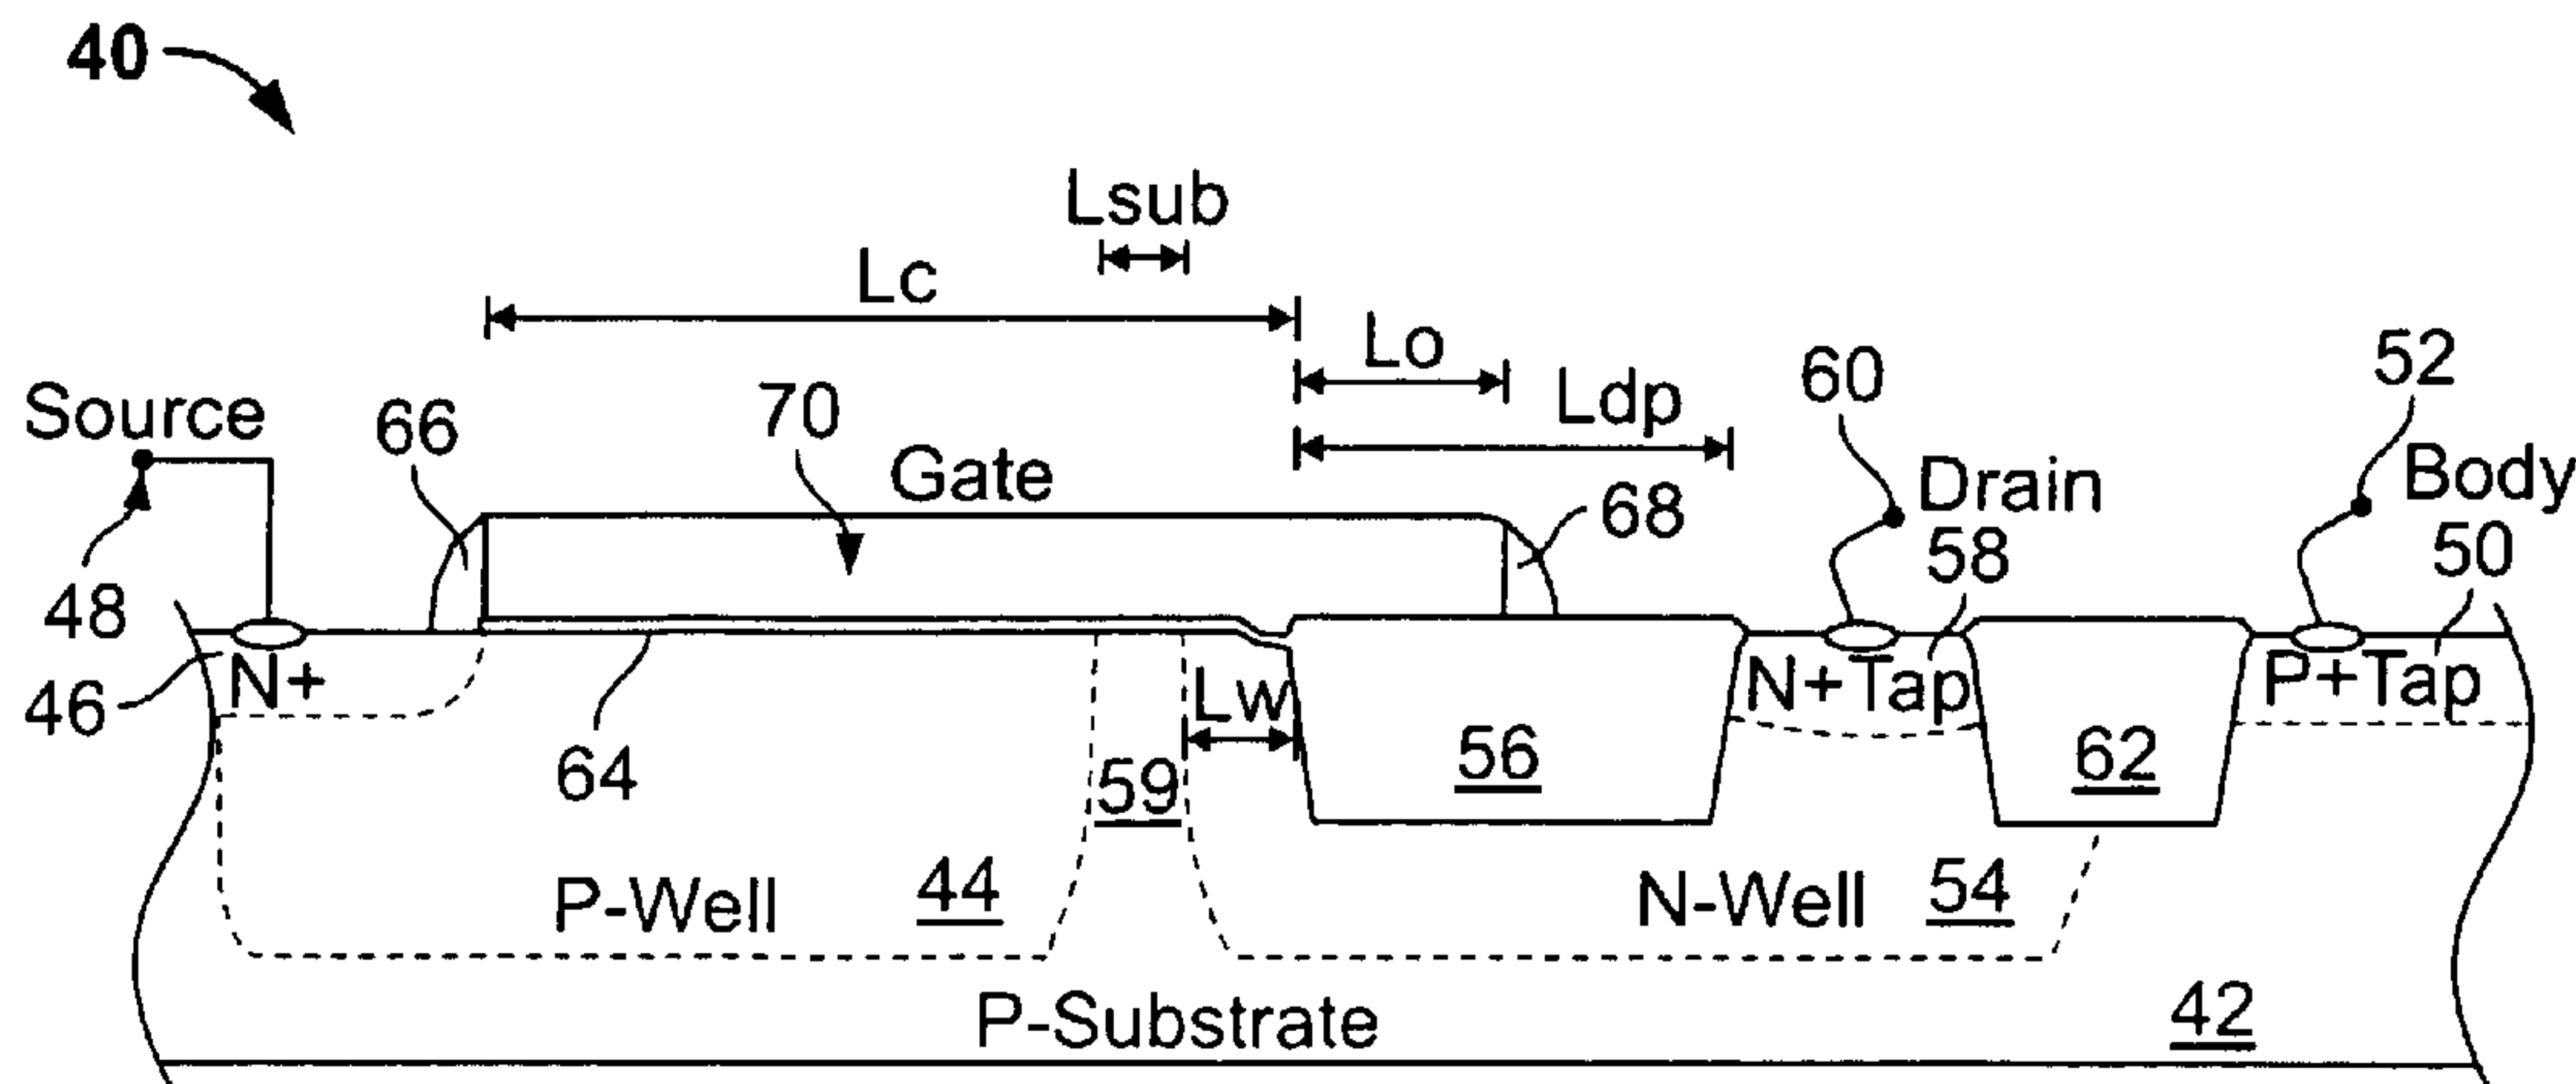 40
Lsub
Lc
Lo
Ldp
60
52
Source
66
70
Gate
68
Drain
Body
48
58
50
46
N+
Lw
N+Tap
P+Tap
64
59
56
62
P-Well
44
N-Well
54
P-Substrate
42